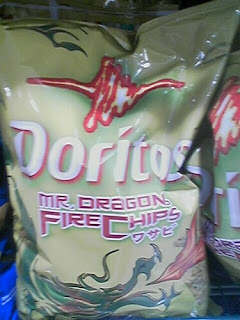 Doritos
MR. DRAGON'S
FIRE CHIPS
ワサビ